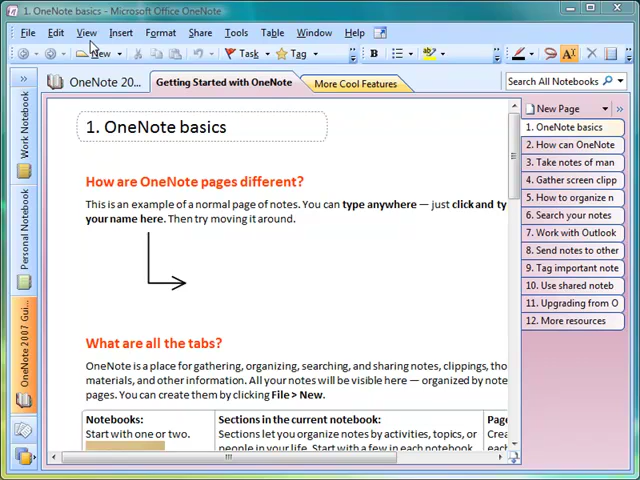 1. OneNote basics - Microsoft Office OneNote
File Edit View Insert Format Share Tools Table Window Help
New Task Tag B A
OneNote 20... Getting Started with OneNote More Cool Features Search All Notebooks
Work Notebook
Personal Notebook
OneNote 2007 Gui...
1. OneNote basics
How are OneNote pages different?
This is an example of a normal page of notes. You can type anywhere — just click and ty
your name here. Then try moving it around.
What are all the tabs?
OneNote is a place for gathering, organizing, searching, and sharing notes, clippings, tho
materials, and other information. All your notes will be visible here — organized by note
pages. You can create them by clicking File > New.
Notebooks:
Start with one or two.
Sections in the current notebook:
Sections let you organize notes by activities, topics, or
people in your life. Start with a few in each notebook
Pag
Crea
each
New Page
1. OneNote basics
2. How can OneNote
3. Take notes of man
4. Gather screen clipp
5. How to organize n
6. Search your notes
7. Work with Outlook
8. Send notes to other
9. Tag important note
10. Use shared noteb
11. Upgrading from O
12. More resources